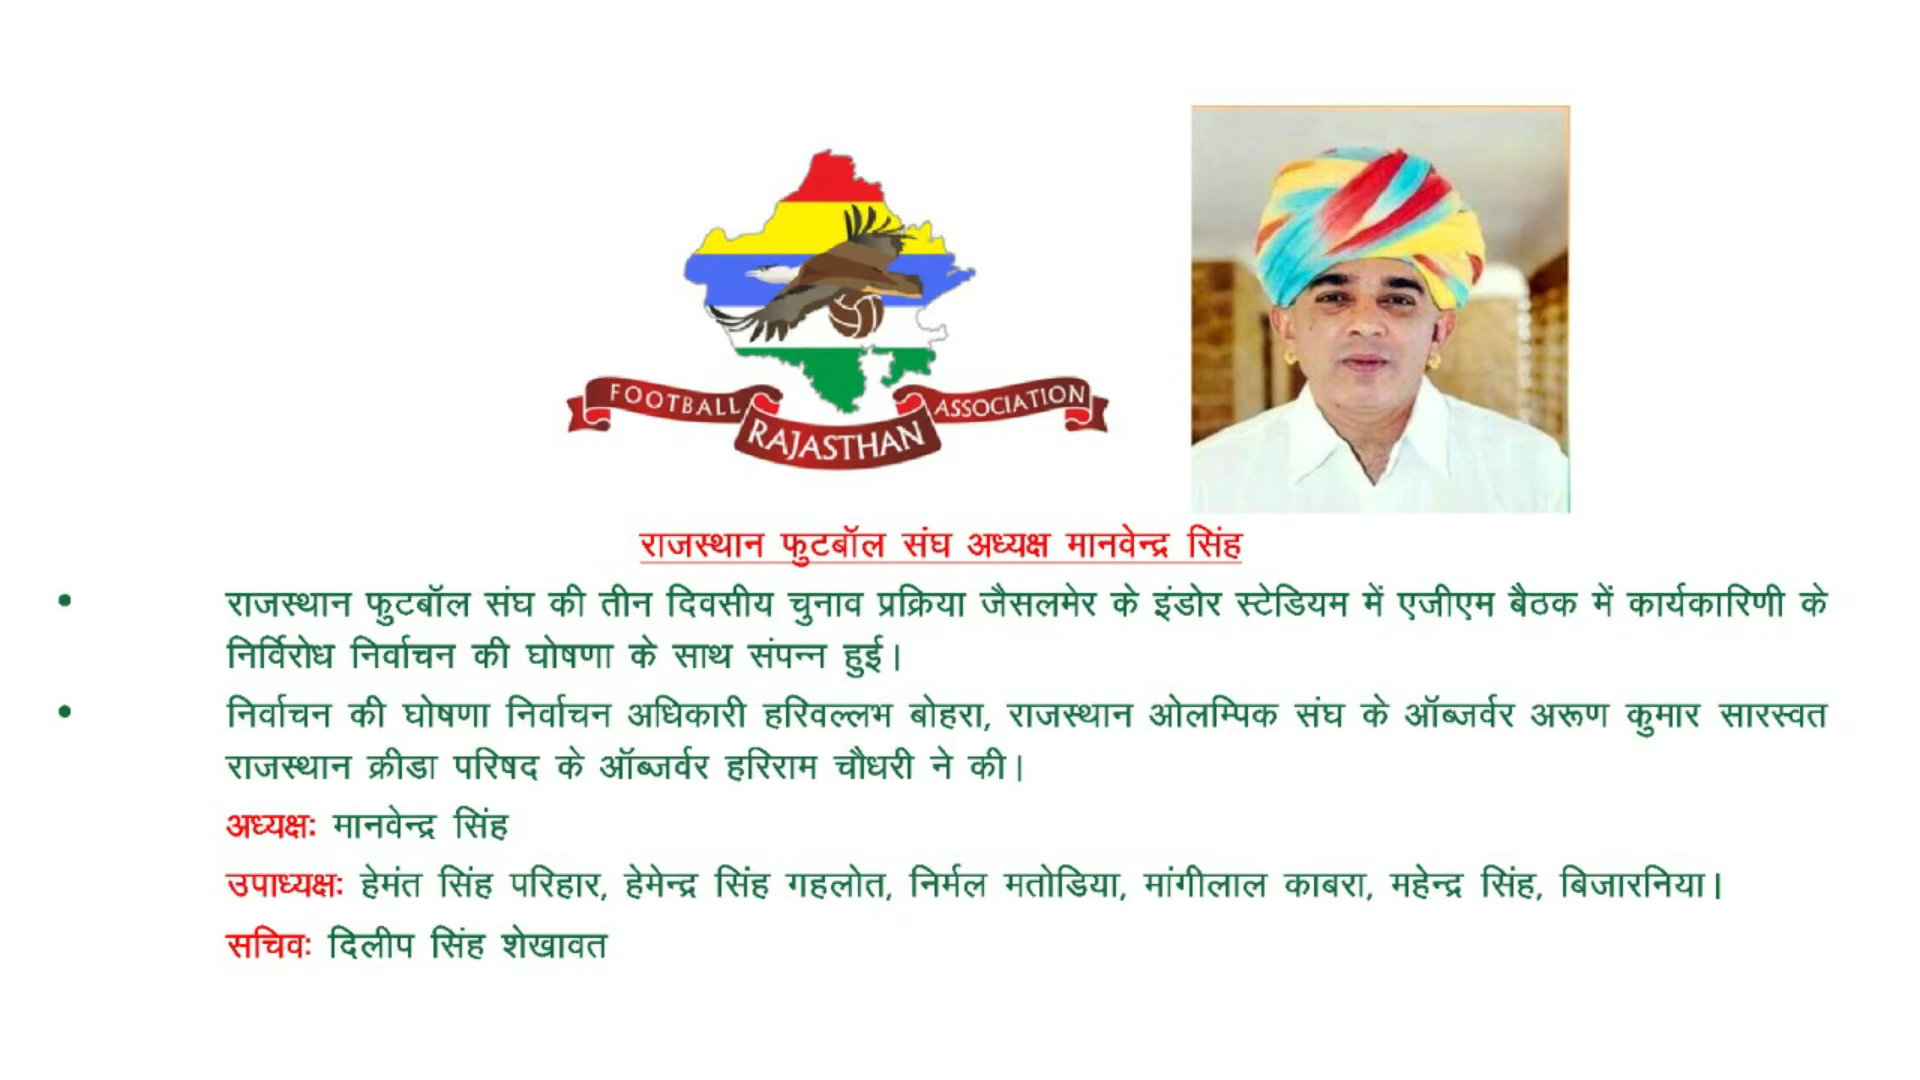 FOOTBALL RAJASTHAN ASSOCIATION
राजस्थान फुटबॉल संघ अध्यक्ष मानवेन्द्र सिंह
• राजस्थान फुटबॉल संघ की तीन दिवसीय चुनाव प्रक्रिया जैसलमेर के इंडोर स्टेडियम में एजीएम बैठक में कार्यकारिणी के
निर्विरोध निर्वाचन की घोषणा के साथ संपन्न हुई।
• निर्वाचन की घोषणा निर्वाचन अधिकारी हरिवल्लभ बोहरा, राजस्थान ओलम्पिक संघ के ऑब्जर्वर अरूण कुमार सारस्वत
राजस्थान क्रीडा परिषद के ऑब्जर्वर हरिराम चौधरी ने की।
अध्यक्षः मानवेन्द्र सिंह
उपाध्यक्षः हेमंत सिंह परिहार, हेमेन्द्र सिंह गहलोत, निर्मल मतोडिया, मांगीलाल काबरा, महेन्द्र सिंह, बिजारनिया।
सचिवः दिलीप सिंह शेखावत